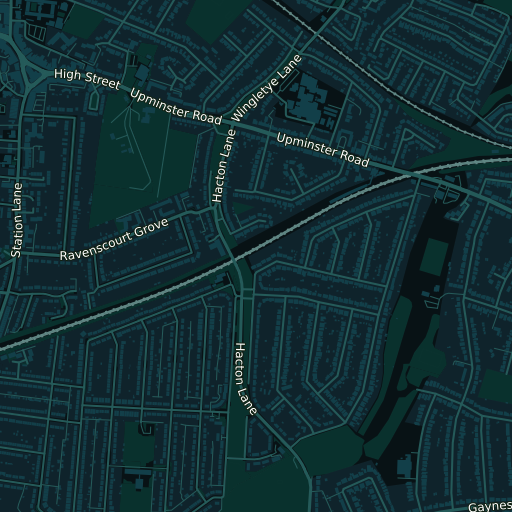 High Street
Upminster Road
Wingletye Lane
Upminster Road
Hacton Lane
Station Lane
Ravenscourt Grove
Hacton Lane
Gaynes